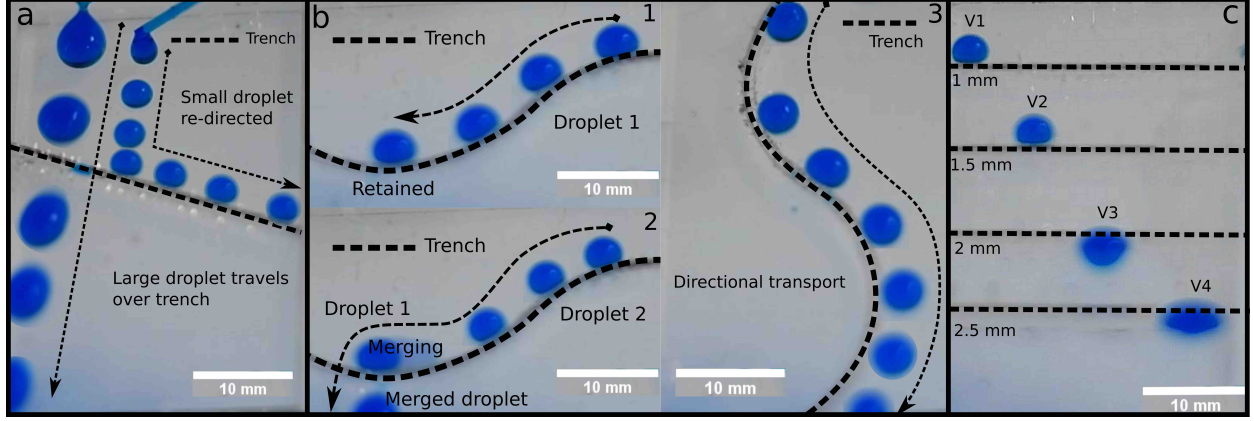 a
Trench
Small droplet
re-directed
Large droplet travels
over trench
10 mm
b
1
Trench
Droplet 1
Retained
10 mm
2
Trench
Droplet 1
Droplet 2
Merging
Merged droplet
10 mm
3
Trench
Directional transport
10 mm
c
V1
1 mm
V2
1.5 mm
V3
2 mm
V4
2.5 mm
10 mm